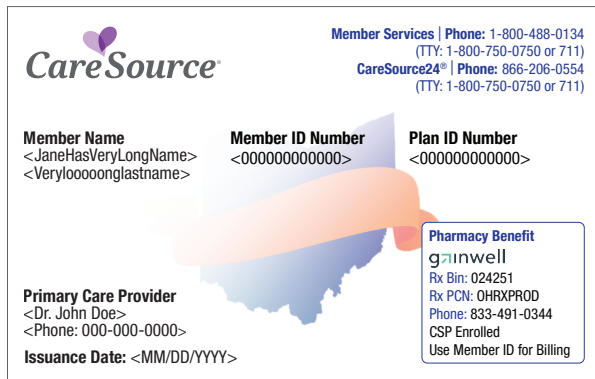 CareSource®
Member Services | Phone: 1-800-488-0134
(TTY: 1-800-750-0750 or 711)
CareSource24® | Phone: 866-206-0554
(TTY: 1-800-750-0750 or 711)
Member Name
<JaneHasVeryLongName>
<Verylooooonglastname>
Member ID Number
<000000000000>
Plan ID Number
<000000000000>
Primary Care Provider
<Dr. John Doe>
<Phone: 000-000-0000>
Issuance Date: <MM/DD/YYYY>
Pharmacy Benefit
gainwell
Rx Bin: 024251
Rx PCN: OHRXPROD
Phone: 833-491-0344
CSP Enrolled
Use Member ID for Billing